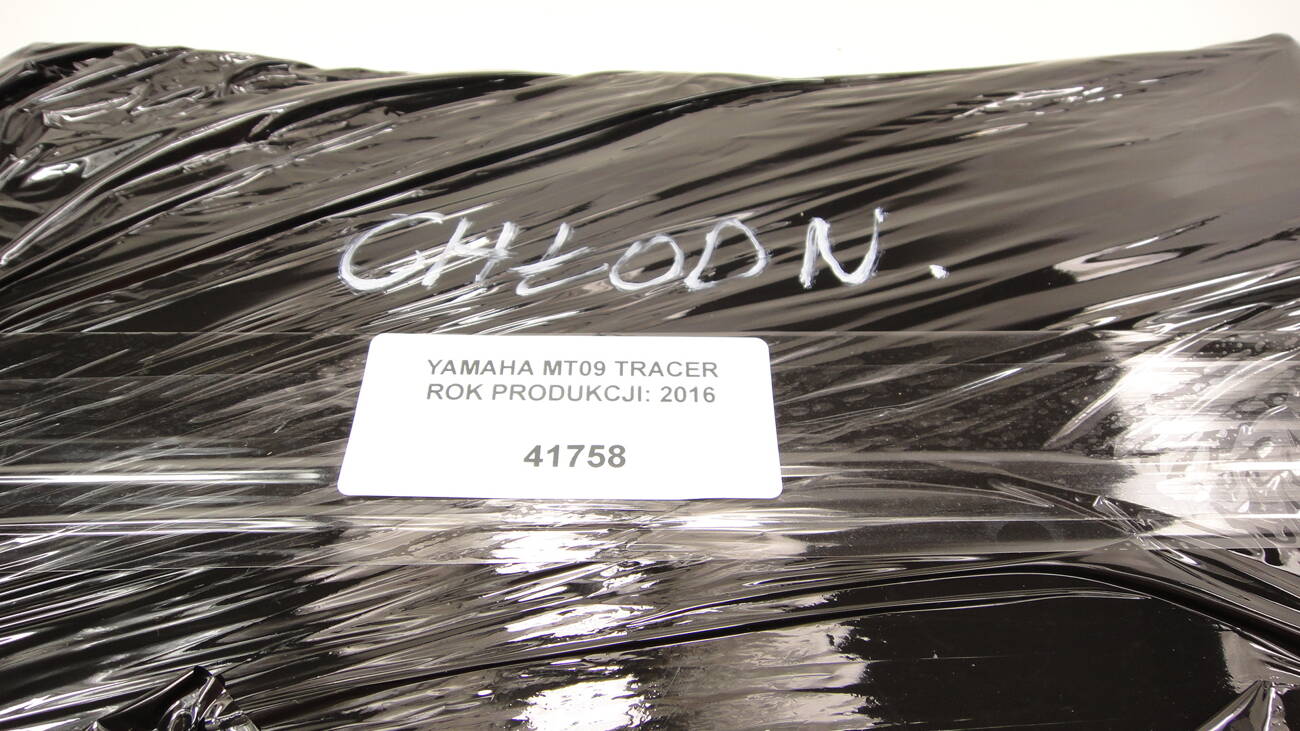 CHŁODN.
YAMAHA MT09 TRACER
ROK PRODUKCJI: 2016
41758